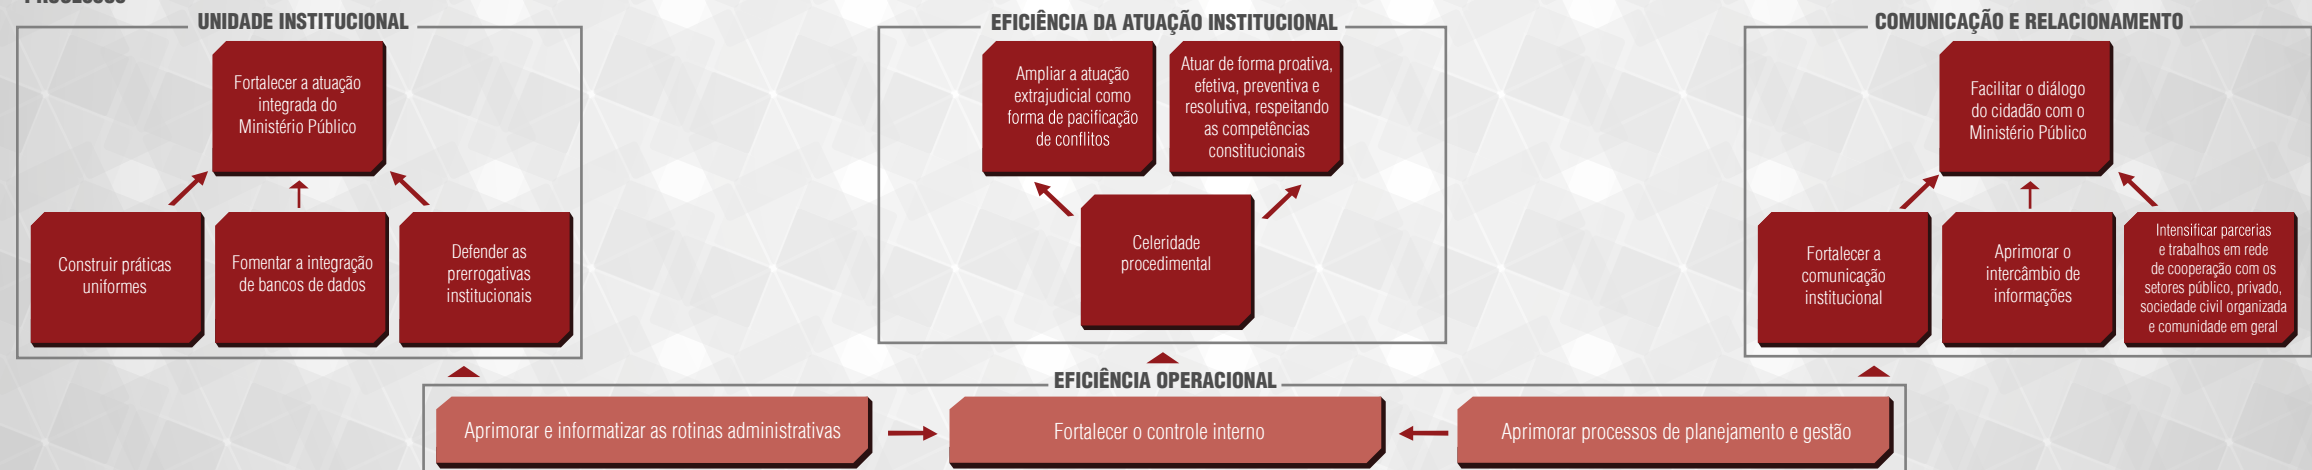 PROCESSOS
UNIDADE INSTITUCIONAL
Fortalecer a atuação
integrada do
Ministério Público
Construir práticas
uniformes
Fomentar a integração
de bancos de dados
Defender as
prerrogativas
institucionais
EFICIÊNCIA DA ATUAÇÃO INSTITUCIONAL
Ampliar a atuação
extrajudicial como
forma de pacificação
de conflitos
Atuar de forma proativa,
efetiva, preventiva e
resolutiva, respeitando
as competências
constitucionais
Celeridade
procedimental
COMUNICAÇÃO E RELACIONAMENTO
Facilitar o diálogo
do cidadão com o
Ministério Público
Fortalecer a
comunicação
institucional
Aprimorar o
intercâmbio de
informações
Intensificar parcerias
e trabalhos em rede
de cooperação com os
setores público, privado,
sociedade civil organizada
e comunidade em geral
EFICIÊNCIA OPERACIONAL
Aprimorar e informatizar as rotinas administrativas
Fortalecer o controle interno
Aprimorar processos de planejamento e gestão